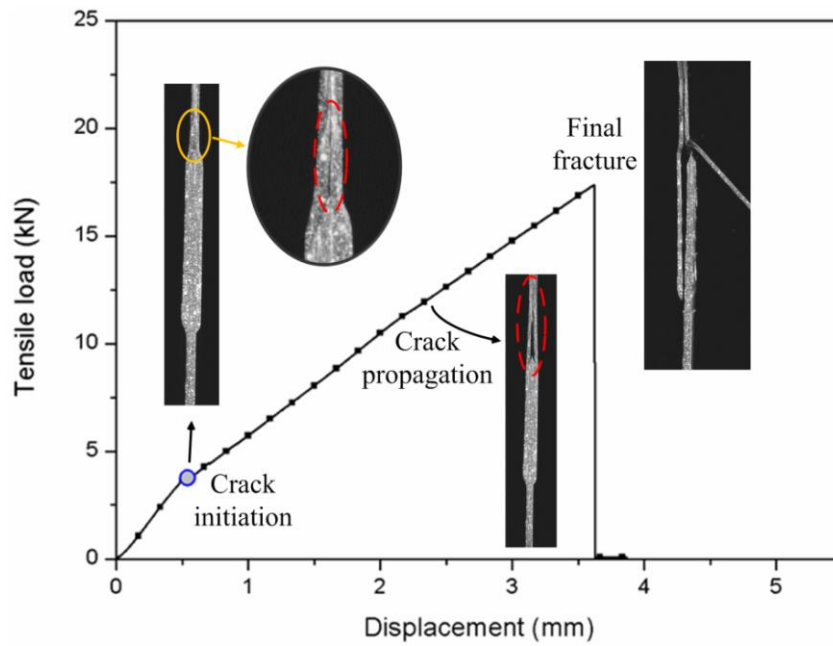 25
20
15
10
5
0
Tensile load (kN)
Final
fracture
Crack
propagation
Crack
initiation
0 1 2 3 4 5
Displacement (mm)